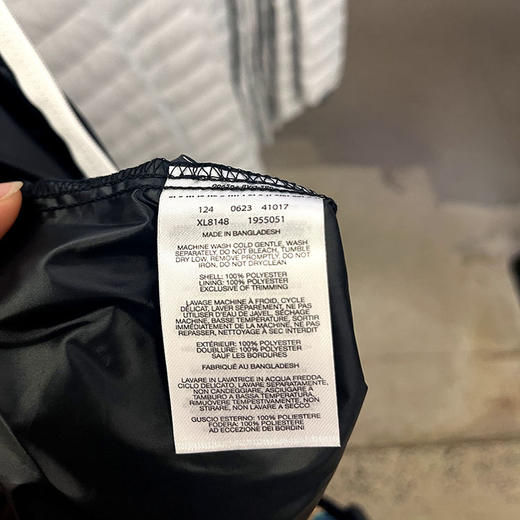 124 0623 41017
XL8148 1955051
MADE IN BANGLADESH
MACHINE WASH COLD GENTLE, WASH
SEPARATELY, DO NOT BLEACH, TUMBLE
DRY LOW, REMOVE PROMPTLY, DO NOT
IRON, DO NOT DRYCLEAN
SHELL: 100% POLYESTER
LINING: 100% POLYESTER
EXCLUSIVE OF TRIMMING
LAVAGE MACHINE À FROID, CYCLE
DÉLICAT, LAVER SÉPARÉMENT, NE PAS
UTILISER D'EAU DE JAVEL, SÉCHAGE
MACHINE, BASSE TEMPÉRATURE, SORTIR
IMMÉDIATEMENT DE LA MACHINE, NE PAS
REPASSER, NETTOYAGE À SEC INTERDIT
EXTÉRIEUR: 100% POLYESTER
DOUBLURE: 100% POLYESTER
SAUF LES BORDURES
FABRIQUÉ AU BANGLADESH
LAVARE IN LAVATRICE IN ACQUA FREDDA,
CICLO DELICATO, LAVARE SEPARATAMENTE,
NON CANDEGGIARE, ASCIUGARE A
TAMBURO A BASSA TEMPERATURA,
RIMUOVERE TEMPESTIVAMENTE, NON
STIRARE, NON LAVARE A SECCO
GUSCIO ESTERNO: 100% POLIESTERE
FODERA: 100% POLIESTERE
AD ECCEZIONE DEI BORDINI